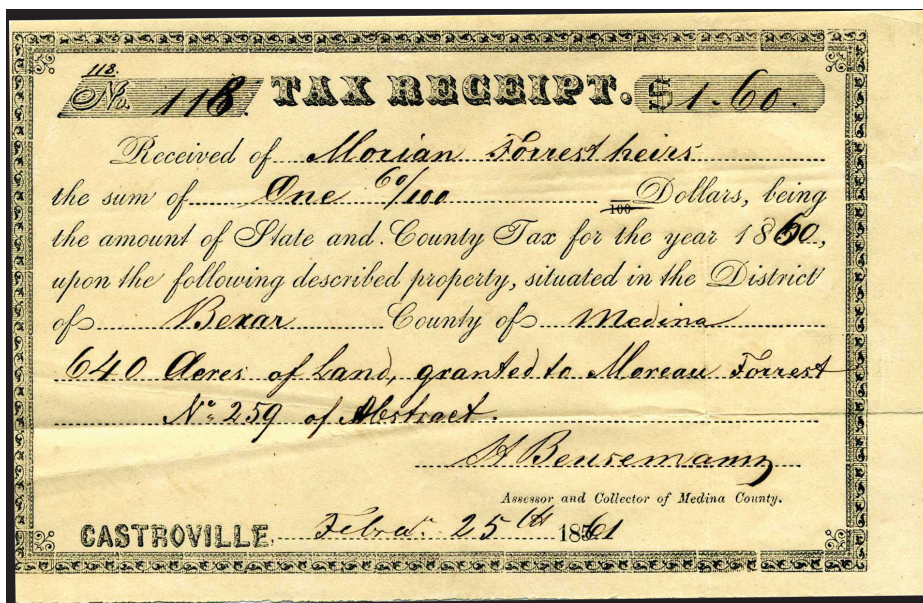 118.
No. 118. TAX RECEIPT. $ 1.60.
Received of Morian Forrest heirs
the sum of One 60/100 /100 Dollars, being
the amount of State and County Tax for the year 1860,
upon the following described property, situated in the District
of Bexar County of Medina
640 Acres of Land, granted to Moreau Forrest
No. 259 of Abstract.
H Beusemann
Assessor and Collector of Medina County.
CASTROVILLE, Febra. 25th 1861